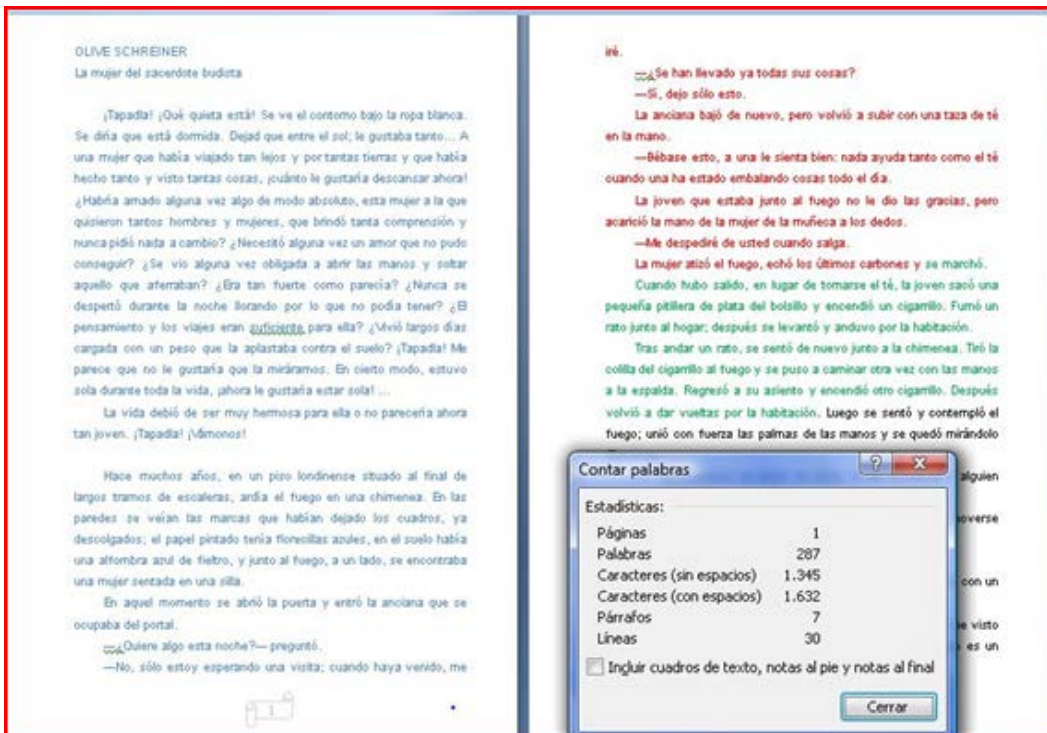 OLIVE SCHREINER
La mujer del sacerdote budista
¡Tapadla! ¡Qué quieta está! Se ve el contorno bajo la ropa blanca.
Se diría que está dormida. Dejad que entre el sol; le gustaba tanto... A
una mujer que había viajado tan lejos y por tantas tierras y que había
hecho tanto y visto tantas cosas, ¡cuánto le gustaría descansar ahora!
¿Habría amado alguna vez algo de modo absoluto, esta mujer a la que
quisieron tantos hombres y mujeres, que brindó tanta comprensión y
nunca pidió nada a cambio? ¿Necesitó alguna vez un amor que no pudo
conseguir? ¿Se vio alguna vez obligada a abrir las manos y soltar
aquello que aferraban? ¿Era tan fuerte como parecía? ¿Nunca se
despertó durante la noche llorando por lo que no podía tener? ¿El
pensamiento y los viajes eran suficiente para ella? ¿Vivió largos días
cargada con un peso que la aplastaba contra el suelo? ¡Tapadla! Me
parece que no le gustaría que la miráramos. En cierto modo, estuvo
sola durante toda la vida, ¡ahora le gustaría estar sola! ...
La vida debió de ser muy hermosa para ella o no parecería ahora
tan joven. ¡Tapadla! ¡Vámonos!
Hace muchos años, en un piso londinense situado al final de
largos tramos de escaleras, ardía el fuego en una chimenea. En las
paredes se veían las marcas que habían dejado los cuadros, ya
descolgados; el papel pintado tenía florecillas azules, en el suelo había
una alfombra azul de fieltro, y junto al fuego, a un lado, se encontraba
una mujer sentada en una silla.
En aquel momento se abrió la puerta y entró la anciana que se
ocupaba del portal.
—¿Quiere algo esta noche?— preguntó.
—No, sólo estoy esperando una visita; cuando haya venido, me
1
iré.
—¿Se han llevado ya todas sus cosas?
—Sí, dejo sólo esto.
La anciana bajó de nuevo, pero volvió a subir con una taza de té
en la mano.
—Bébase esto, a una le sienta bien: nada ayuda tanto como el té
cuando una ha estado embalando cosas todo el día.
La joven que estaba junto al fuego no le dio las gracias, pero
acarició la mano de la mujer de la muñeca a los dedos.
—Me despediré de usted cuando salga.
La mujer atizó el fuego, echó los últimos carbones y se marchó.
Cuando hubo salido, en lugar de tomarse el té, la joven sacó una
pequeña pitillera de plata del bolsillo y encendió un cigarrillo. Fumó un
rato junto al hogar; después se levantó y anduvo por la habitación.
Tras andar un rato, se sentó de nuevo junto a la chimenea. Tiró la
colilla del cigarrillo al fuego y se puso a caminar otra vez con las manos
a la espalda. Regresó a su asiento y encendió otro cigarrillo. Después
volvió a dar vueltas por la habitación. Luego se sentó y contempló el
fuego; unió con fuerza las palmas de las manos y se quedó mirándolo
alguien
moverse
con un
visto
es un
Contar palabras
Estadísticas:
Páginas 1
Palabras 287
Caracteres (sin espacios) 1.345
Caracteres (con espacios) 1.632
Párrafos 7
Líneas 30
Incluir cuadros de texto, notas al pie y notas al final
Cerrar